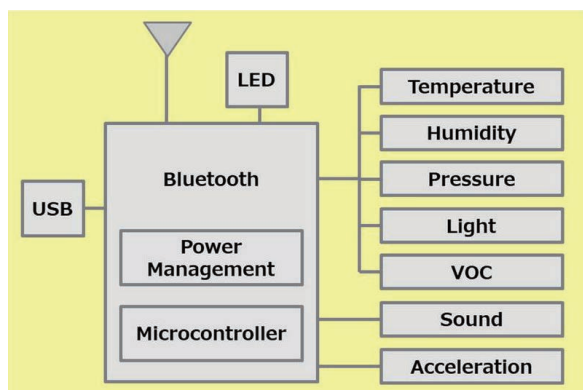 LED
USB
Bluetooth
Power
Management
Microcontroller
Temperature
Humidity
Pressure
Light
VOC
Sound
Acceleration